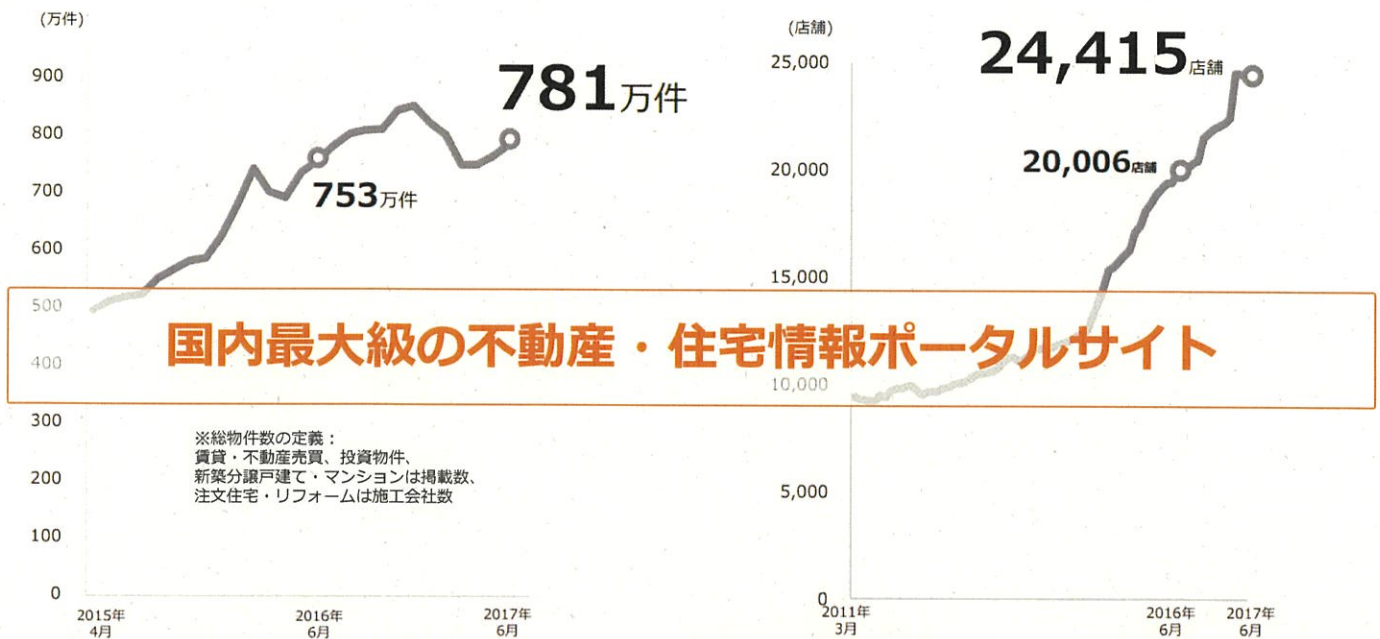 (万件)
900
800
700
600
500
400
300
200
100
0
781万件
753万件
※総物件数の定義：
賃貸・不動産売買、投資物件、
新築分譲戸建て・マンションは掲載数、
注文住宅・リフォームは施工会社数
2015年
4月
2016年
6月
2017年
6月
国内最大級の不動産・住宅情報ポータルサイト
(店舗)
25,000
20,000
15,000
10,000
5,000
0
24,415店舗
20,006店舗
2011年
3月
2016年
6月
2017年
6月